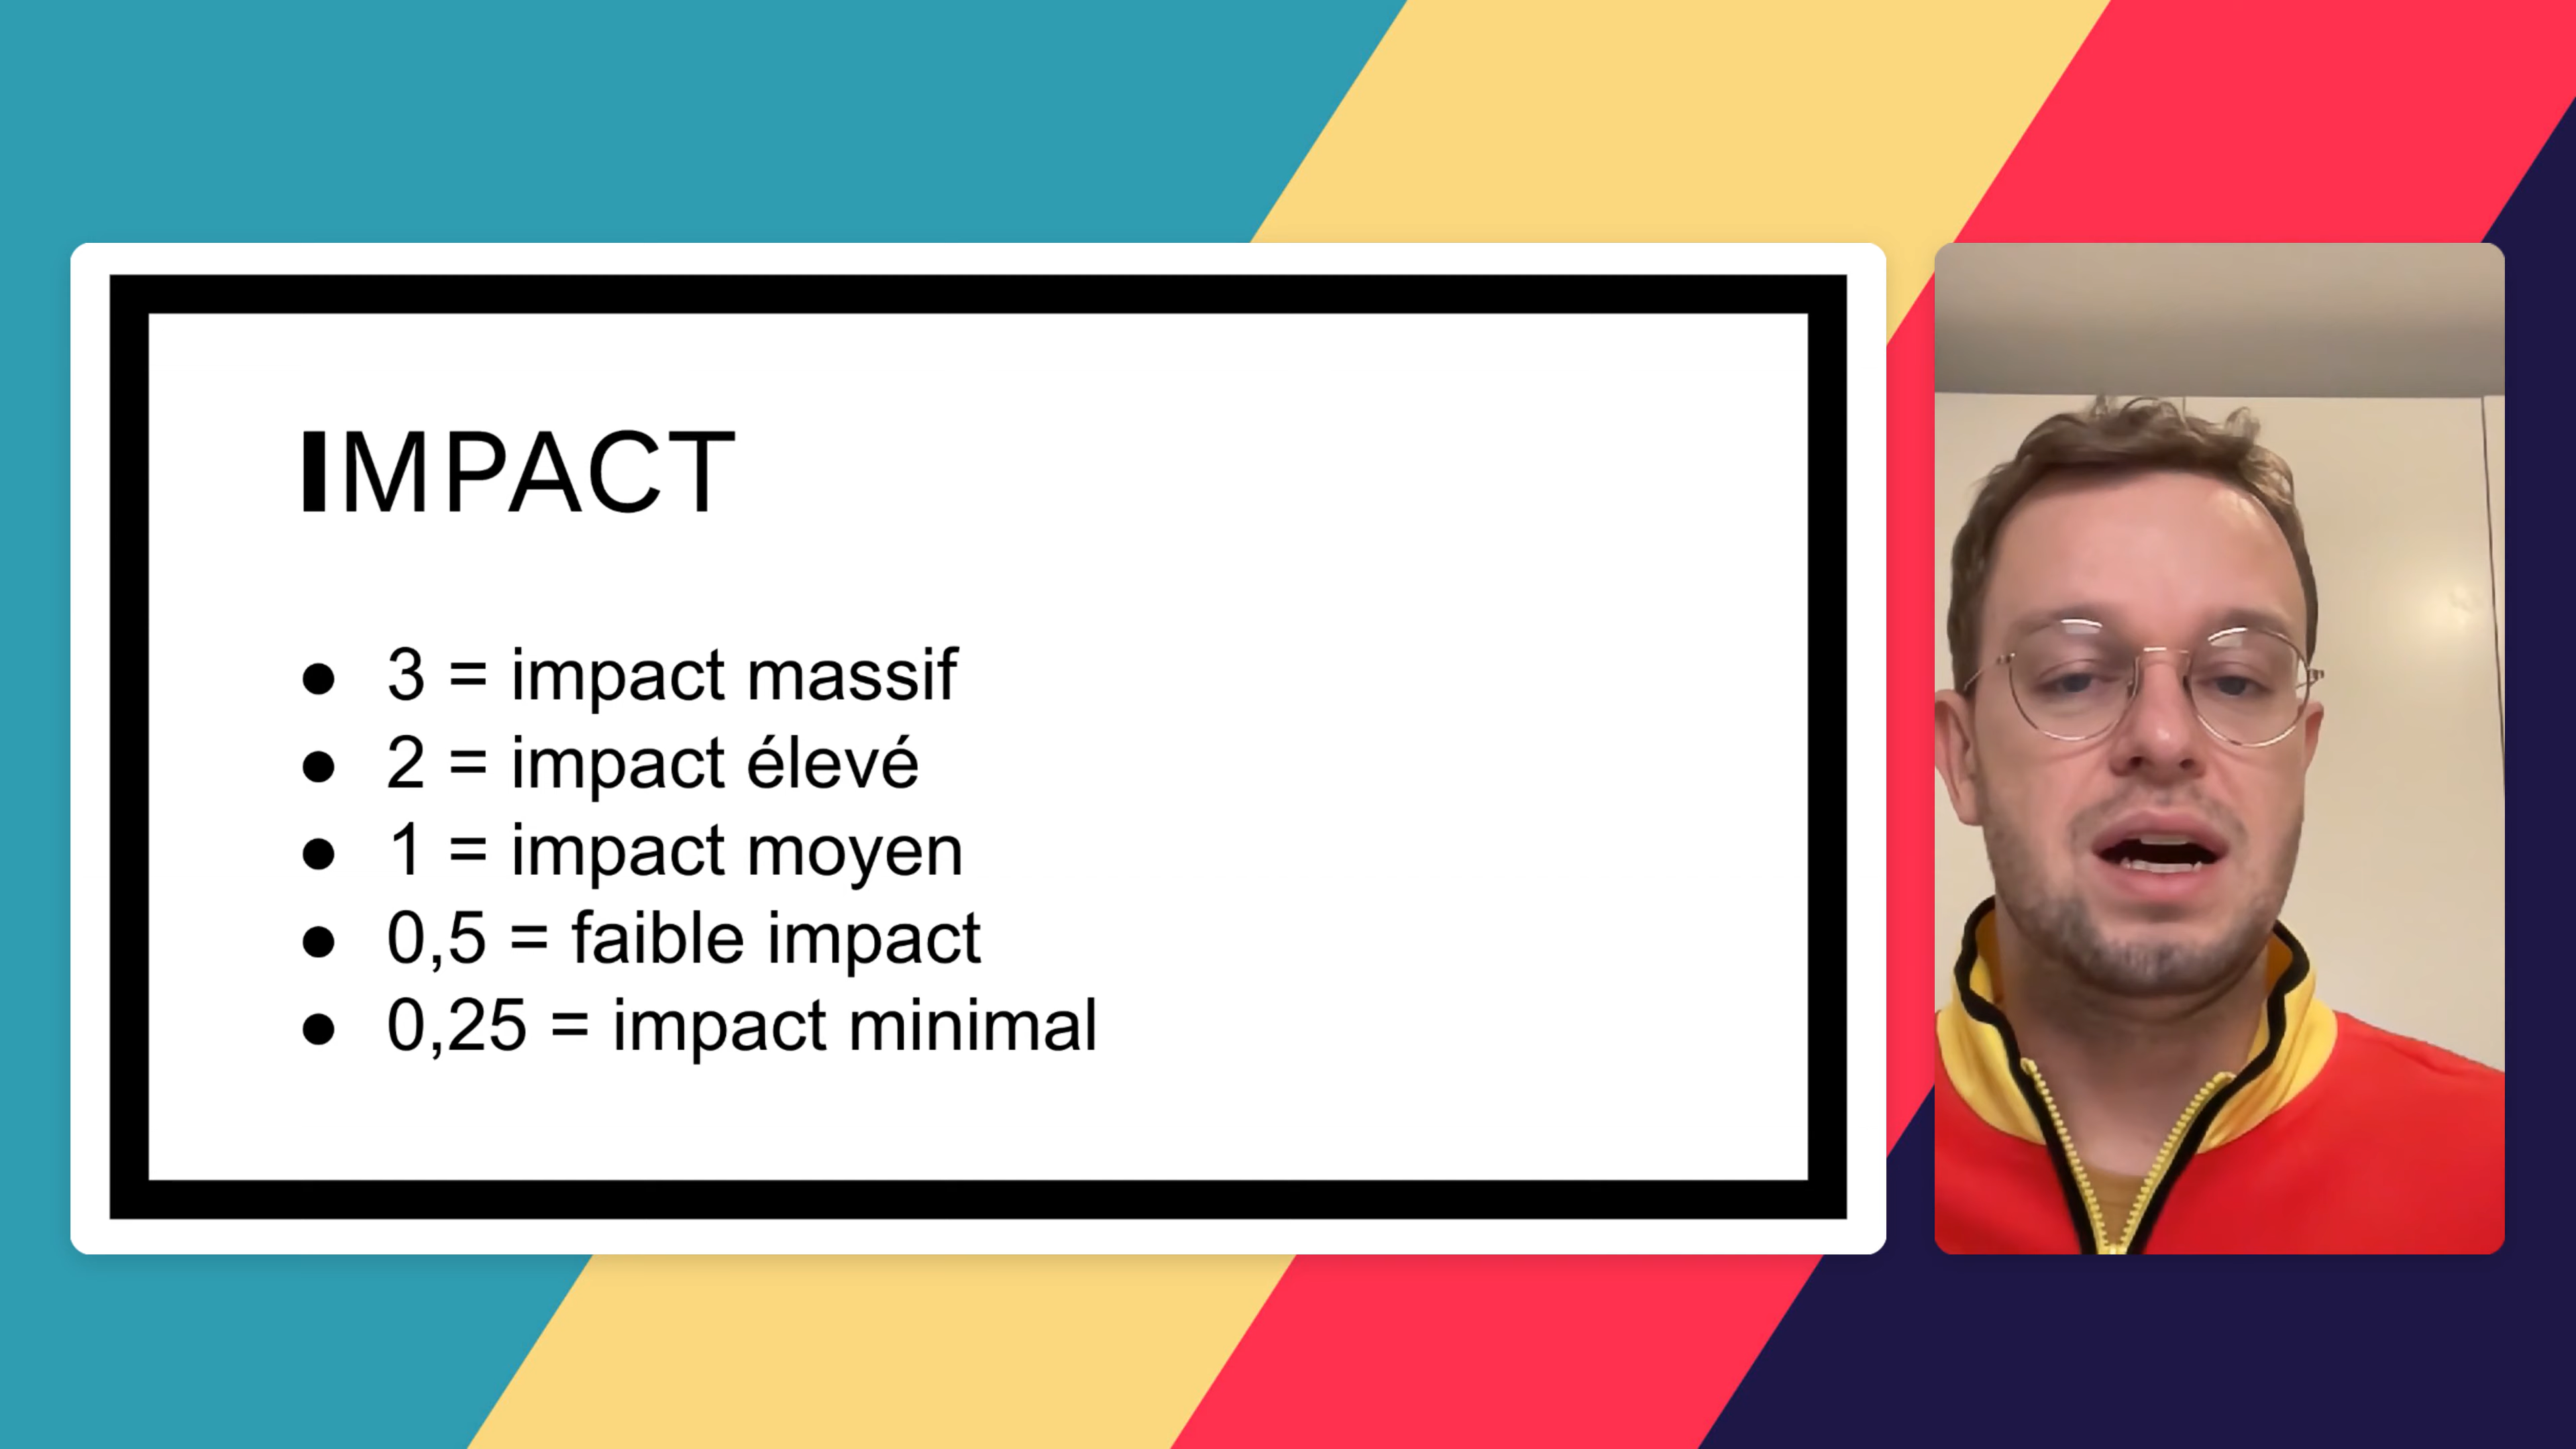 IMPACT
● 3 = impact massif
● 2 = impact élevé
● 1 = impact moyen
● 0,5 = faible impact
● 0,25 = impact minimal